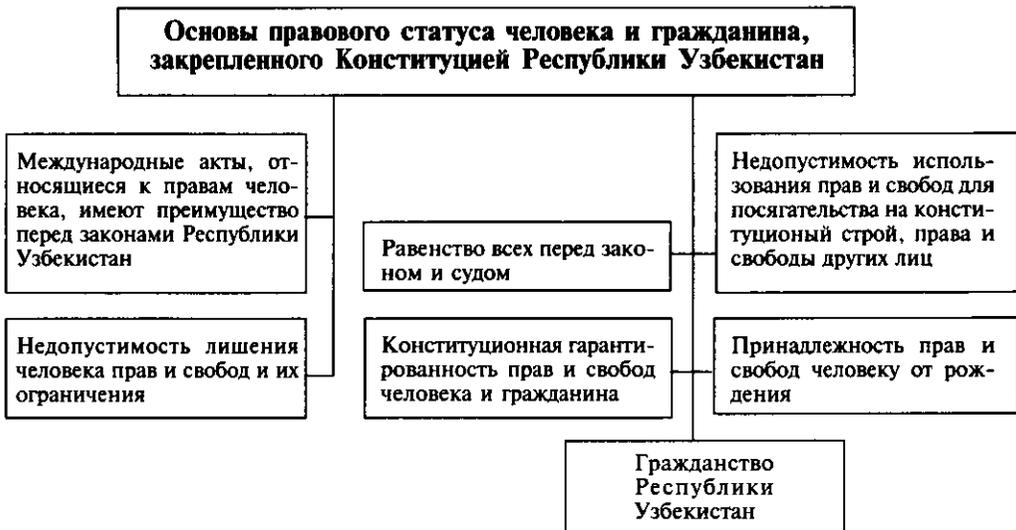 Основы правового статуса человека и гражданина,
закрепленного Конституцией Республики Узбекистан
Международные акты, от-
носящиеся к правам чело-
века, имеют преимущество
перед законами Республики
Узбекистан
Недопустимость исполь-
зования прав и свобод для
посягательства на консти-
туционый строй, права и
свободы других лиц
Равенство всех перед зако-
ном и судом
Недопустимость лишения
человека прав и свобод и их
ограничения
Конституционная гаранти-
рованность прав и свобод
человека и гражданина
Принадлежность прав и
свобод человеку от рож-
дения
Гражданство
Республики
Узбекистан